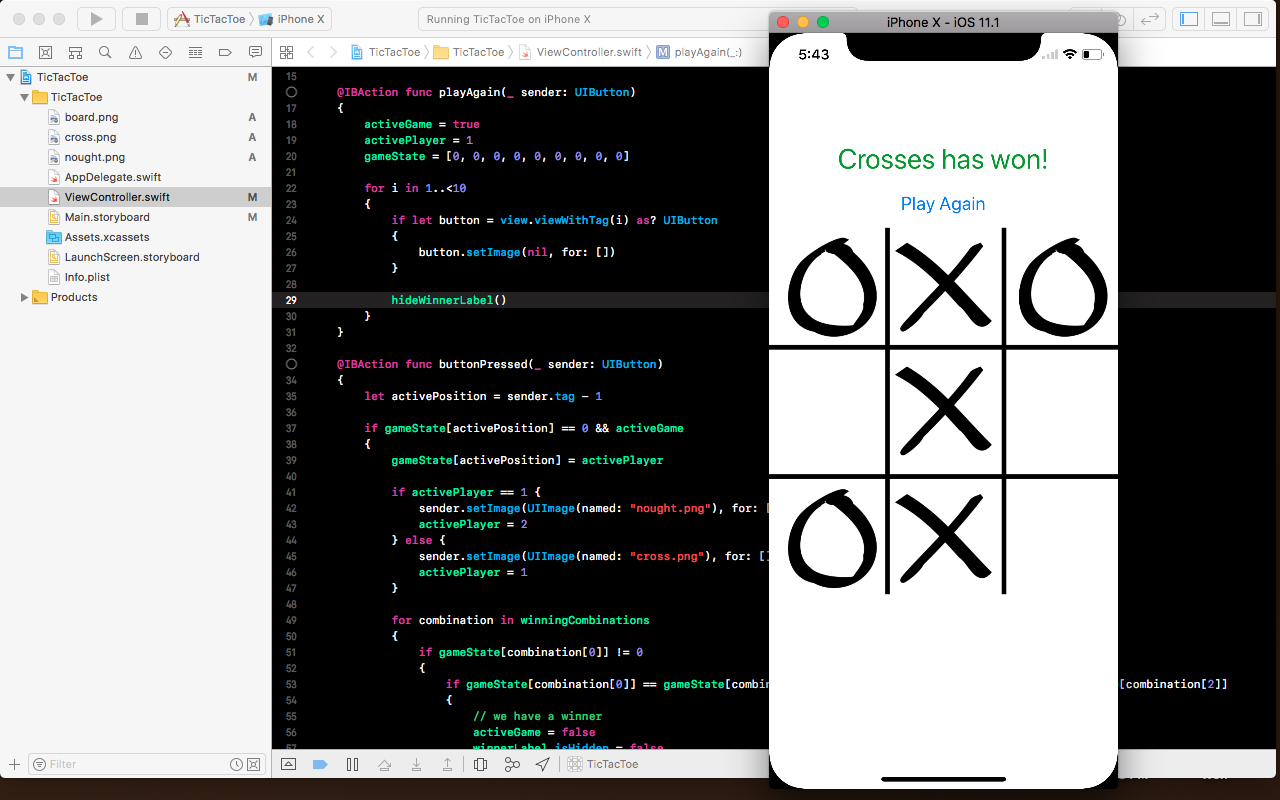 TicTacToe iPhone X
Running TicTacToe on iPhone X
iPhone X - iOS 11.1
TicTacToe TicTacToe ViewController.swift M playAgain(_:)
TicTacToe M
TicTacToe
board.png A
cross.png A
nought.png A
AppDelegate.swift
ViewController.swift M
Main.storyboard M
Assets.xcassets
LaunchScreen.storyboard
Info.plist
Products
Filter
15
@IBAction func playAgain(_ sender: UIButton)
17 {
18 activeGame = true
19 activePlayer = 1
20 gameState = [0, 0, 0, 0, 0, 0, 0, 0, 0]
21
22 for i in 1..<10
23 {
24 if let button = view.viewWithTag(i) as? UIButton
25 {
26 button.setImage(nil, for: [])
27 }
28
29 hideWinnerLabel()
30 }
31 }
32
@IBAction func buttonPressed(_ sender: UIButton)
34 {
35 let activePosition = sender.tag - 1
36
37 if gameState[activePosition] == 0 && activeGame
38 {
39 gameState[activePosition] = activePlayer
40
41 if activePlayer == 1 {
42 sender.setImage(UIImage(named: "nought.png"), for: [
43 activePlayer = 2
44 } else {
45 sender.setImage(UIImage(named: "cross.png"), for: []
46 activePlayer = 1
47 }
48
49 for combination in winningCombinations
50 {
51 if gameState[combination[0]] != 0
52 {
53 if gameState[combination[0]] == gameState[combin [combination[2]]
54 {
55 // we have a winner
56 activeGame = false
57 winnerLabel.isHidden = false
TicTacToe
5:43
Crosses has won!
Play Again